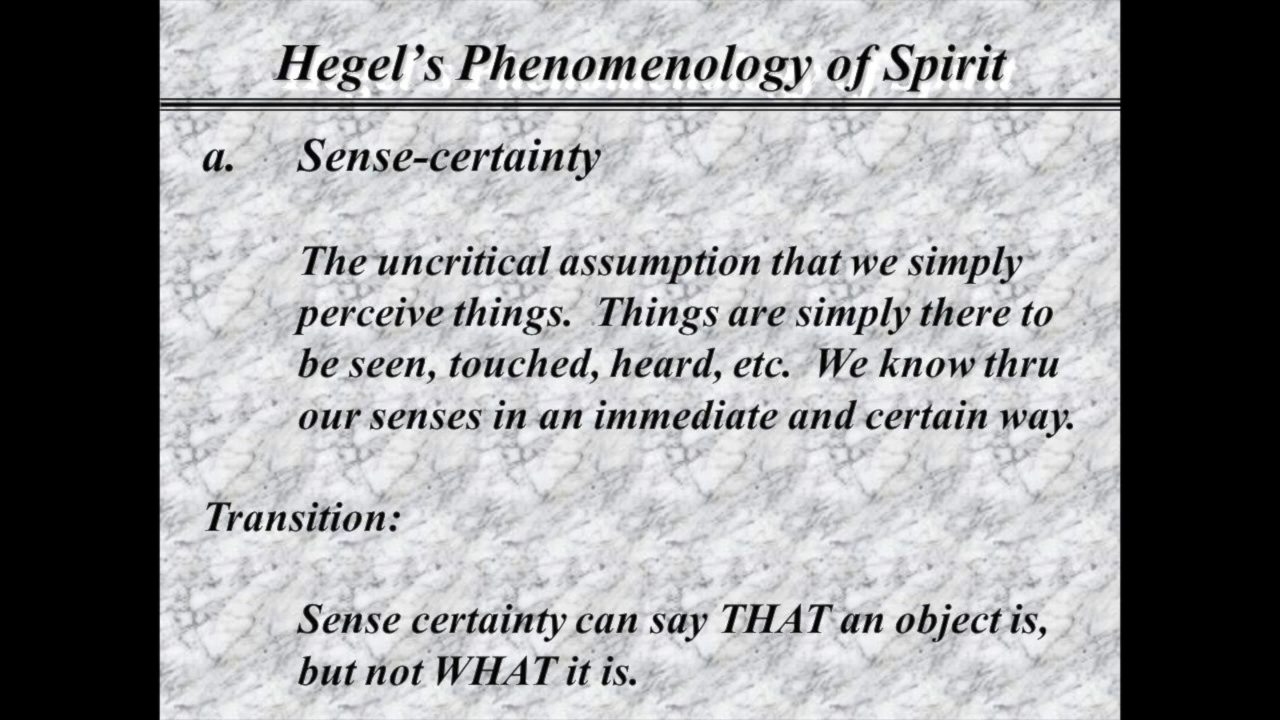 Hegel’s Phenomenology of Spirit
a. Sense-certainty
The uncritical assumption that we simply
perceive things. Things are simply there to
be seen, touched, heard, etc. We know thru
our senses in an immediate and certain way.
Transition:
Sense certainty can say THAT an object is,
but not WHAT it is.